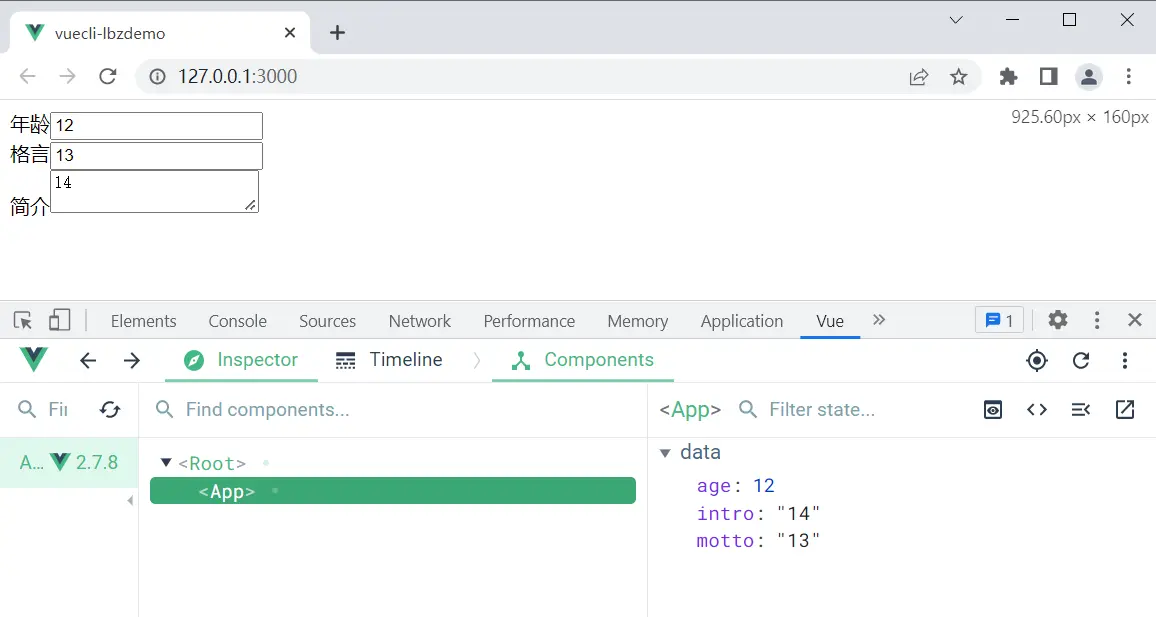 vuecli-lbzdemo
127.0.0.1:3000
925.60px × 160px
年龄 12
格言 13
简介 14
Elements Console Sources Network Performance Memory Application Vue 1
Inspector Timeline Components
Fi Find components... <App> Filter state...
A... 2.7.8
<Root>
<App>
data
age: 12
intro: "14"
motto: "13"